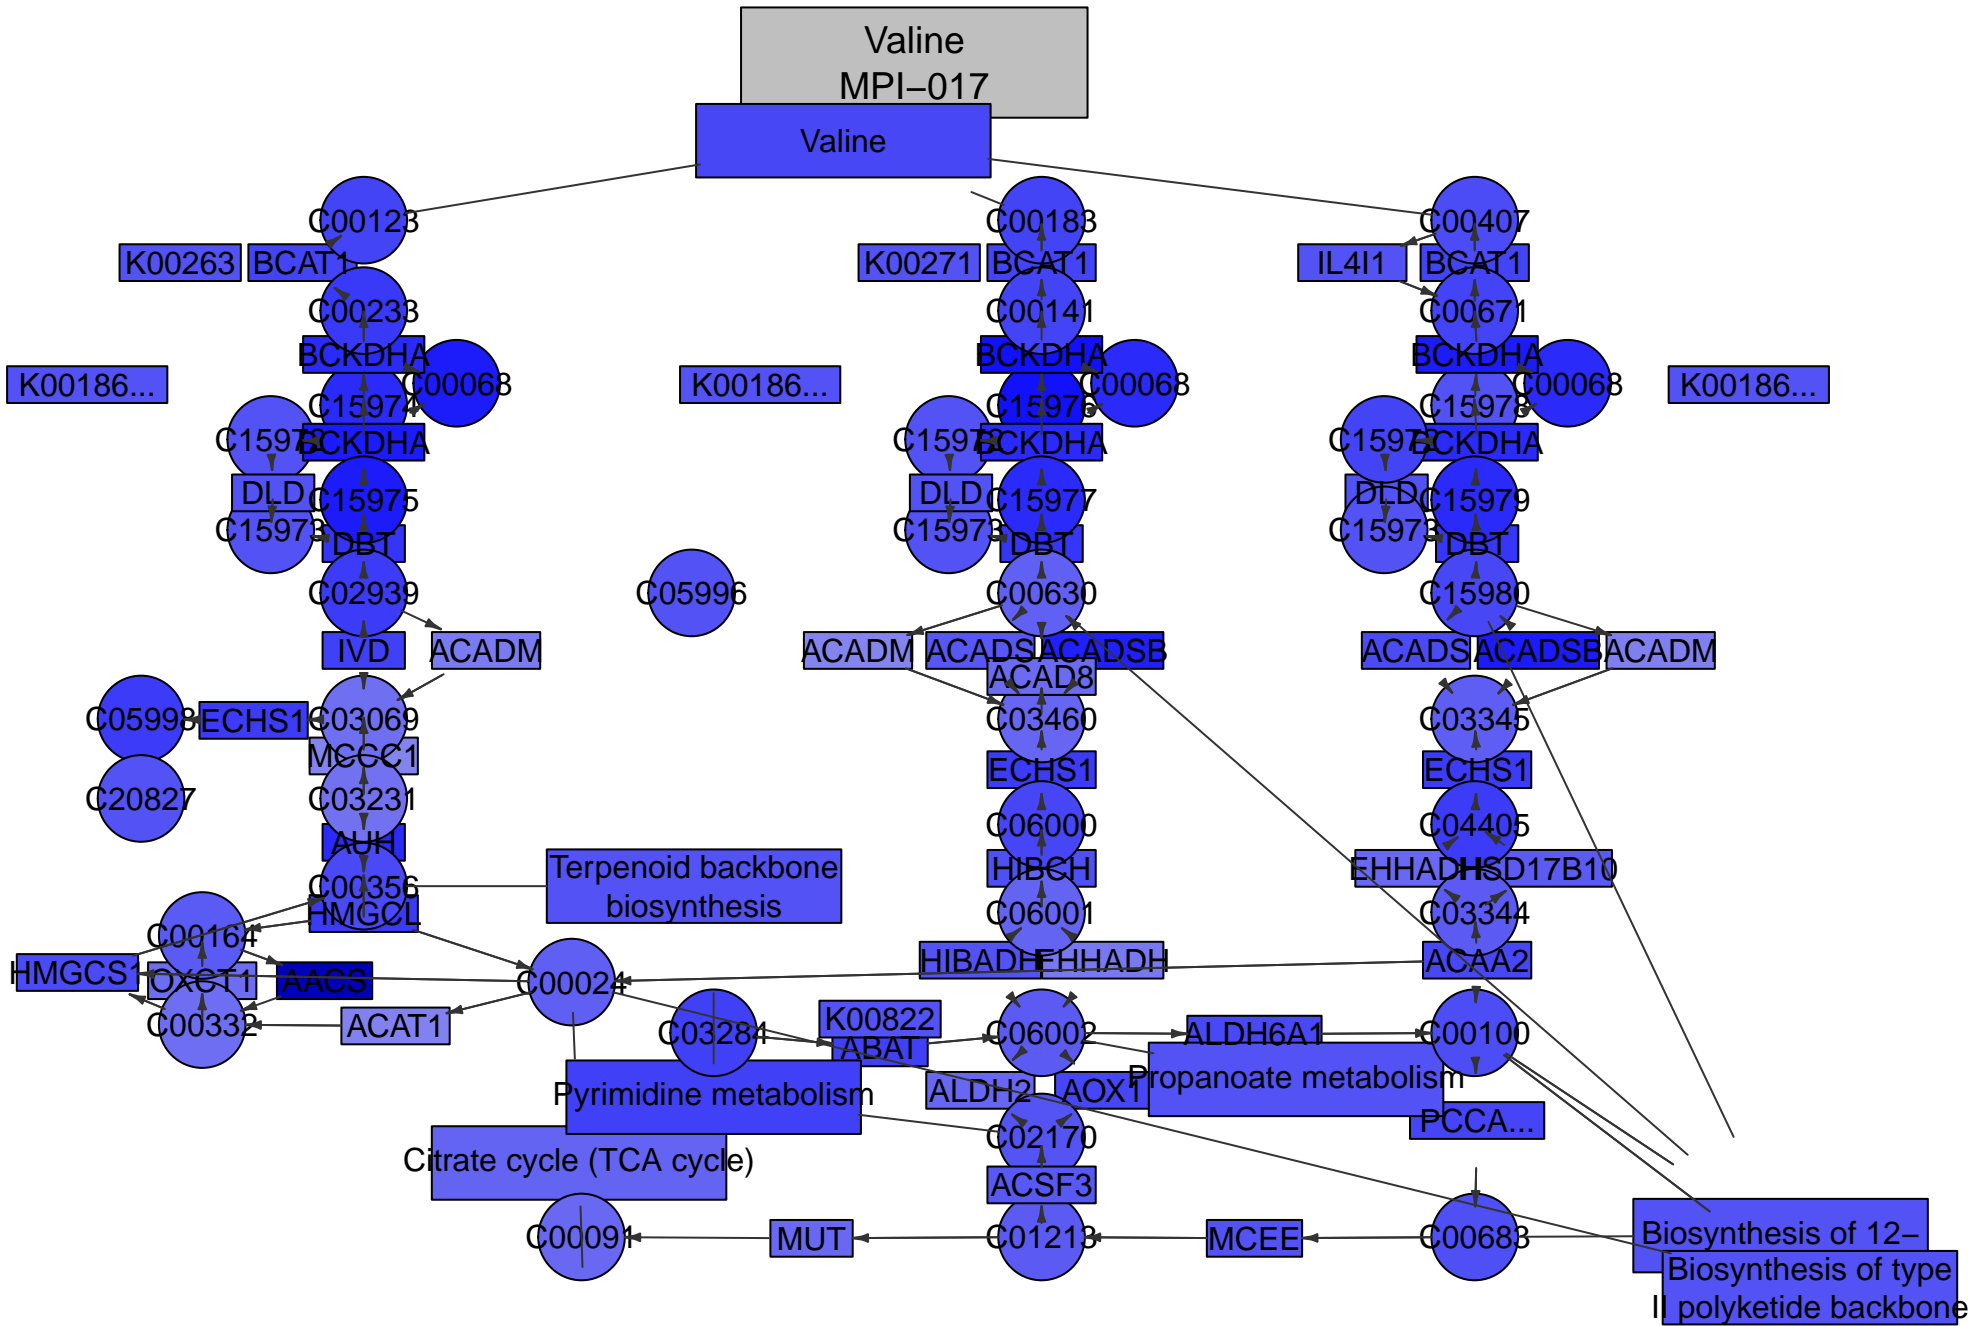 Valine
MPI−017
Valine
C00123
C00183
C00407
K00263
BCAT1
K00271
BCAT1
IL4I1
BCAT1
C00233
C00141
C00671
BCKDHA
BCKDHA
BCKDHA
K00186...
C00068
K00186...
C00068
C00068
K00186...
C15974
C15976
C15978
C15972
BCKDHA
C15972
BCKDHA
C15972
BCKDHA
DLD
C15975
DLD
C15977
DLD
C15979
C15973
DBT
C15973
DBT
C15973
DBT
C02939
C05996
C00630
C15980
IVD
ACADM
ACADM
ACADS
ACADSB
ACADS
ACADSB
ACADM
ACAD8
C05998
ECHS1
C03069
C03460
C03345
MCCC1
ECHS1
ECHS1
C20827
C03231
C06000
C04405
AUH
Terpenoid backbone
biosynthesis
HIBCH
EHHADH
HSD17B10
C00356
HMGCL
C06001
C03344
C00164
HMGCS1
OXCT1
AACS
C00024
HIBADH
EHHADH
ACAA2
C00332
ACAT1
C03284
K00822
ABAT
C06002
ALDH6A1
C00100
Pyrimidine metabolism
ALDH2
AOX1
Propanoate metabolism
PCCA...
C02170
Citrate cycle (TCA cycle)
ACSF3
C00091
MUT
C01213
MCEE
C00683
Biosynthesis of 12−
Biosynthesis of type
II polyketide backbone